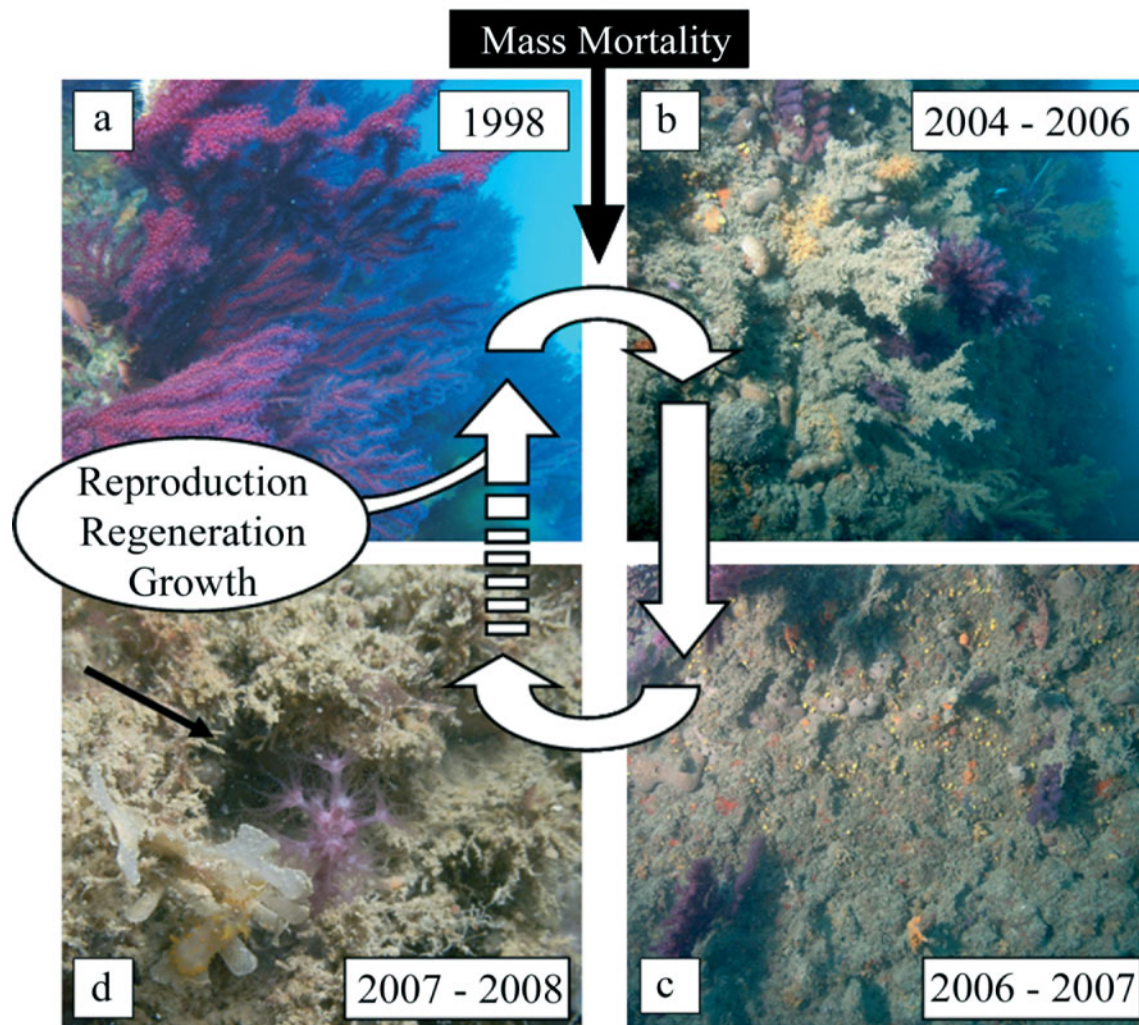 Mass Mortality
a
1998
b
2004 - 2006
Reproduction
Regeneration
Growth
d
2007 - 2008
c
2006 - 2007